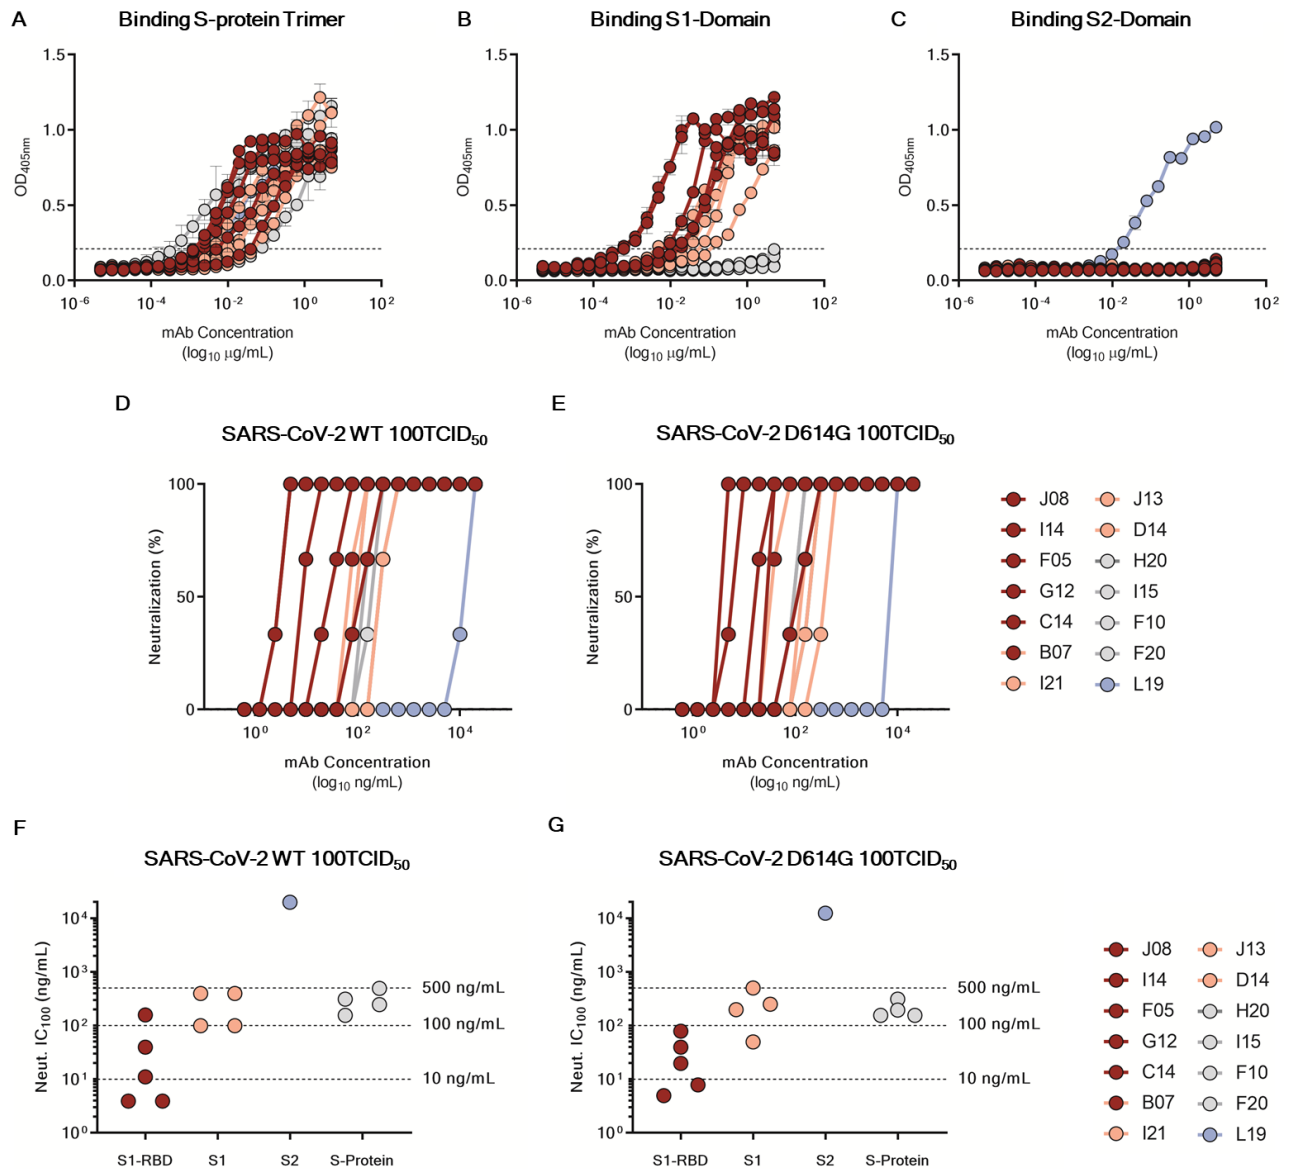 A
Binding S-protein Trimer
B
Binding S1-Domain
C
Binding S2-Domain
1.5
1.0
0.5
0.0
OD405nm
10-6
10-4
10-2
100
102
mAb Concentration
(log10 µg/mL)
1.5
1.0
0.5
0.0
OD405nm
10-6
10-4
10-2
100
102
mAb Concentration
(log10 µg/mL)
1.5
1.0
0.5
0.0
OD405nm
10-6
10-4
10-2
100
102
mAb Concentration
(log10 µg/mL)
D
SARS-CoV-2 WT 100TCID50
100
50
0
Neutralization (%)
100
102
104
mAb Concentration
(log10 ng/mL)
E
SARS-CoV-2 D614G 100TCID50
100
50
0
Neutralization (%)
100
102
104
mAb Concentration
(log10 ng/mL)
J08
I14
F05
G12
C14
B07
I21
J13
D14
H20
I15
F10
F20
L19
F
SARS-CoV-2 WT 100TCID50
104
103
102
101
100
Neut. IC100 (ng/mL)
500 ng/mL
100 ng/mL
10 ng/mL
S1-RBD
S1
S2
S-Protein
G
SARS-CoV-2 D614G 100TCID50
104
103
102
101
100
Neut. IC100 (ng/mL)
500 ng/mL
100 ng/mL
10 ng/mL
S1-RBD
S1
S2
S-Protein
J08
I14
F05
G12
C14
B07
I21
J13
D14
H20
I15
F10
F20
L19